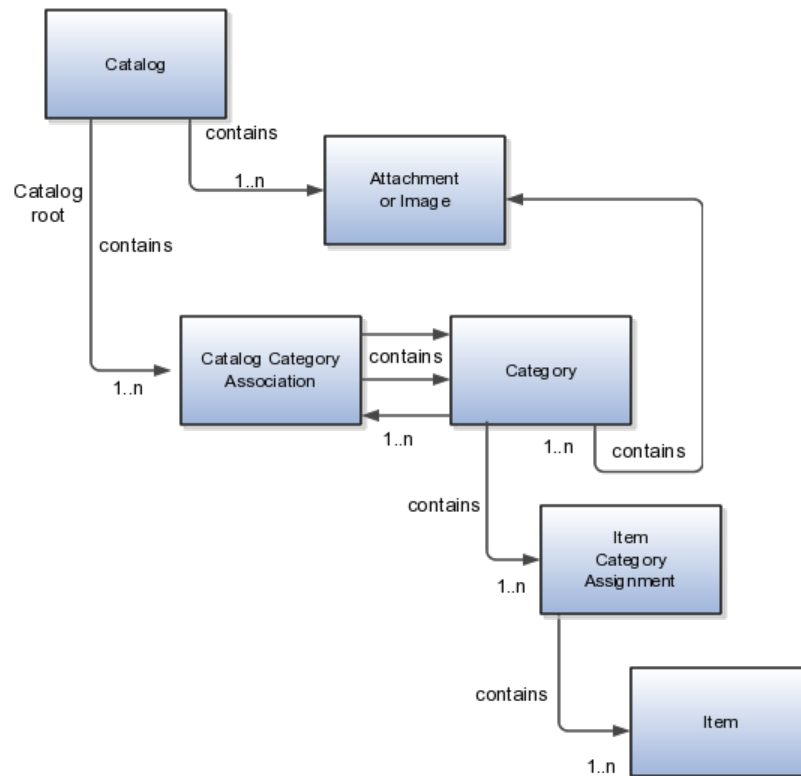 Catalog
contains
1..n
Attachment
or Image
Catalog
root
contains
1..n
Catalog Category
Association
contains
Category
1..n
1..n
contains
contains
1..n
Item
Category
Assignment
contains
1..n
Item